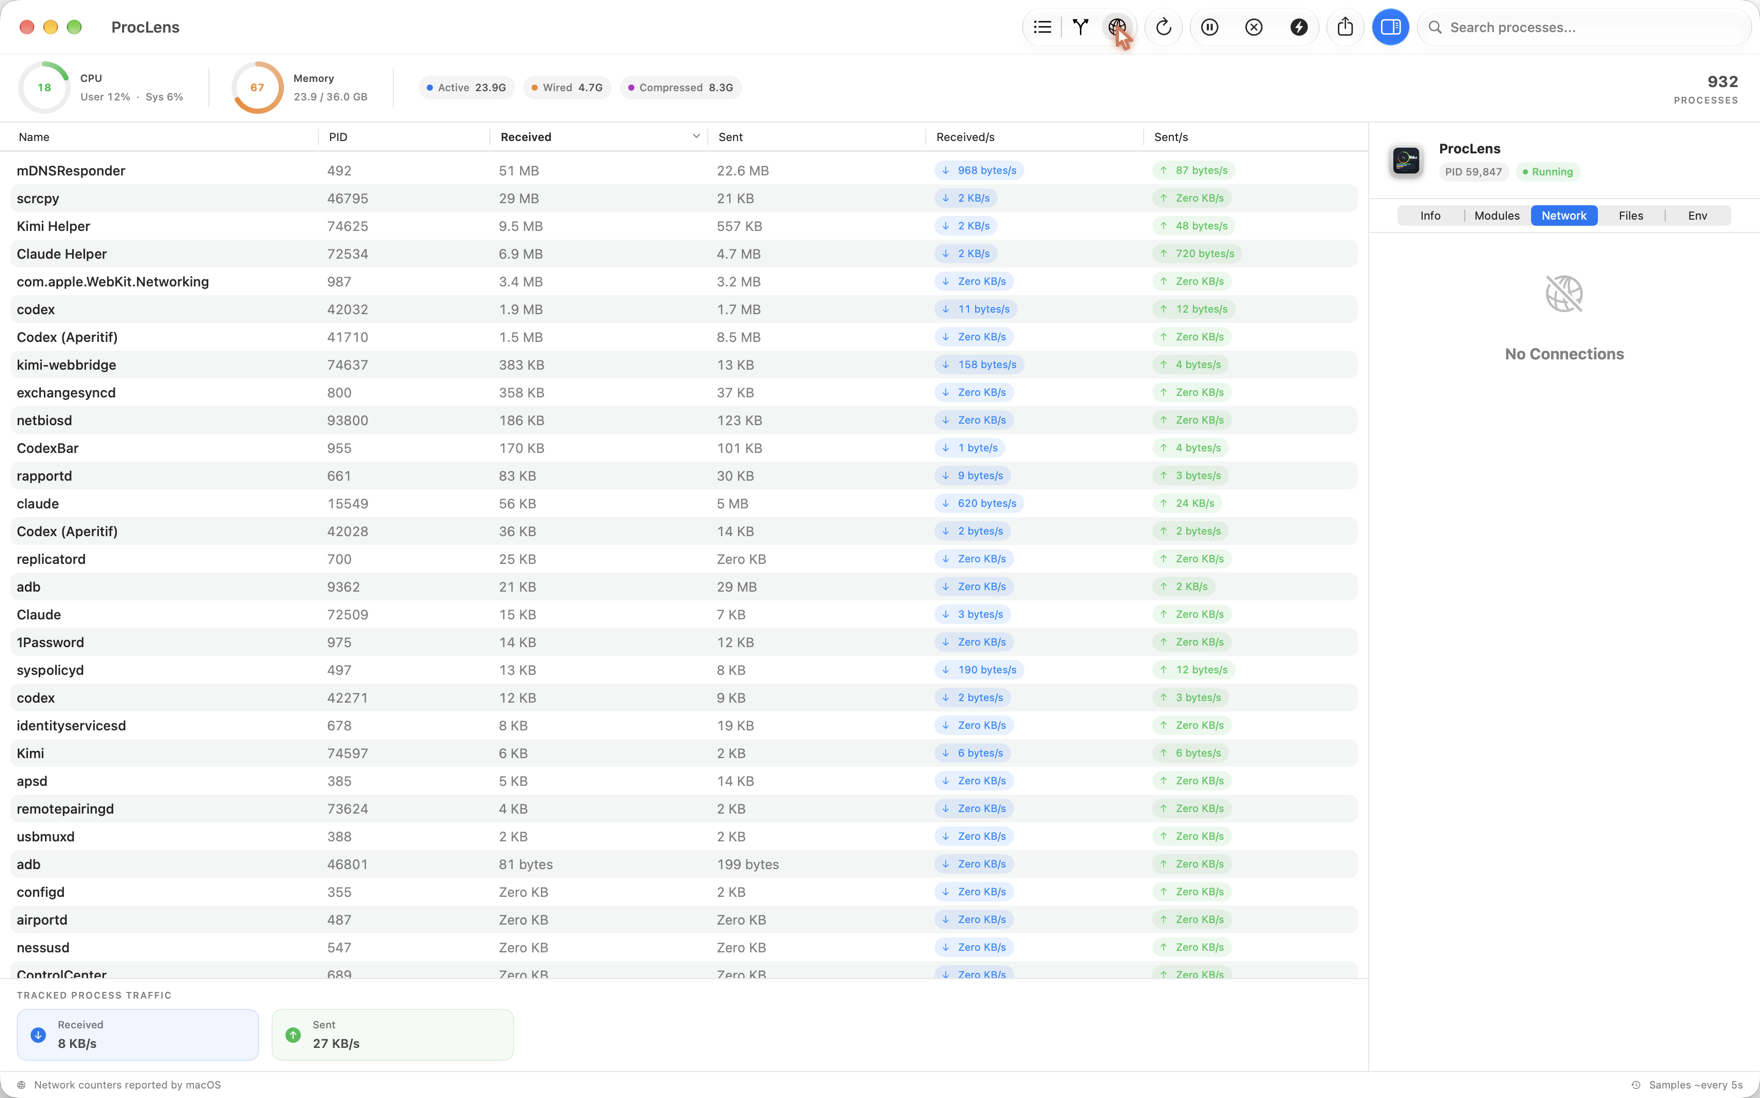 ProcLens
Search processes...
18
CPU
User 12% · Sys 6%
67
Memory
23.9 / 36.0 GB
Active 23.9G
Wired 4.7G
Compressed 8.3G
932
PROCESSES
Name PID Received Sent Received/s Sent/s
mDNSResponder 492 51 MB 22.6 MB ↓ 968 bytes/s ↑ 87 bytes/s
scrcpy 46795 29 MB 21 KB ↓ 2 KB/s ↑ Zero KB/s
Kimi Helper 74625 9.5 MB 557 KB ↓ 2 KB/s ↑ 48 bytes/s
Claude Helper 72534 6.9 MB 4.7 MB ↓ 2 KB/s ↑ 720 bytes/s
com.apple.WebKit.Networking 987 3.4 MB 3.2 MB ↓ Zero KB/s ↑ Zero KB/s
codex 42032 1.9 MB 1.7 MB ↓ 11 bytes/s ↑ 12 bytes/s
Codex (Aperitif) 41710 1.5 MB 8.5 MB ↓ Zero KB/s ↑ Zero KB/s
kimi-webbridge 74637 383 KB 13 KB ↓ 158 bytes/s ↑ 4 bytes/s
exchangesyncd 800 358 KB 37 KB ↓ Zero KB/s ↑ Zero KB/s
netbiosd 93800 186 KB 123 KB ↓ Zero KB/s ↑ Zero KB/s
CodexBar 955 170 KB 101 KB ↓ 1 byte/s ↑ 4 bytes/s
rapportd 661 83 KB 30 KB ↓ 9 bytes/s ↑ 3 bytes/s
claude 15549 56 KB 5 MB ↓ 620 bytes/s ↑ 24 KB/s
Codex (Aperitif) 42028 36 KB 14 KB ↓ 2 bytes/s ↑ 2 bytes/s
replicatord 700 25 KB Zero KB ↓ Zero KB/s ↑ Zero KB/s
adb 9362 21 KB 29 MB ↓ Zero KB/s ↑ 2 KB/s
Claude 72509 15 KB 7 KB ↓ 3 bytes/s ↑ Zero KB/s
1Password 975 14 KB 12 KB ↓ Zero KB/s ↑ Zero KB/s
syspolicyd 497 13 KB 8 KB ↓ 190 bytes/s ↑ 12 bytes/s
codex 42271 12 KB 9 KB ↓ 2 bytes/s ↑ 3 bytes/s
identityservicesd 678 8 KB 19 KB ↓ Zero KB/s ↑ Zero KB/s
Kimi 74597 6 KB 2 KB ↓ 6 bytes/s ↑ 6 bytes/s
apsd 385 5 KB 14 KB ↓ Zero KB/s ↑ Zero KB/s
remotepairingd 73624 4 KB 2 KB ↓ Zero KB/s ↑ Zero KB/s
usbmuxd 388 2 KB 2 KB ↓ Zero KB/s ↑ Zero KB/s
adb 46801 81 bytes 199 bytes ↓ Zero KB/s ↑ Zero KB/s
configd 355 Zero KB 2 KB ↓ Zero KB/s ↑ Zero KB/s
airportd 487 Zero KB Zero KB ↓ Zero KB/s ↑ Zero KB/s
nessusd 547 Zero KB Zero KB ↓ Zero KB/s ↑ Zero KB/s
ControlCenter 689 Zero KB Zero KB ↓ Zero KB/s ↑ Zero KB/s
TRACKED PROCESS TRAFFIC
Received
8 KB/s
Sent
27 KB/s
Network counters reported by macOS
Samples ~every 5s
ProcLens
PID 59,847 Running
Info Modules Network Files Env
No Connections